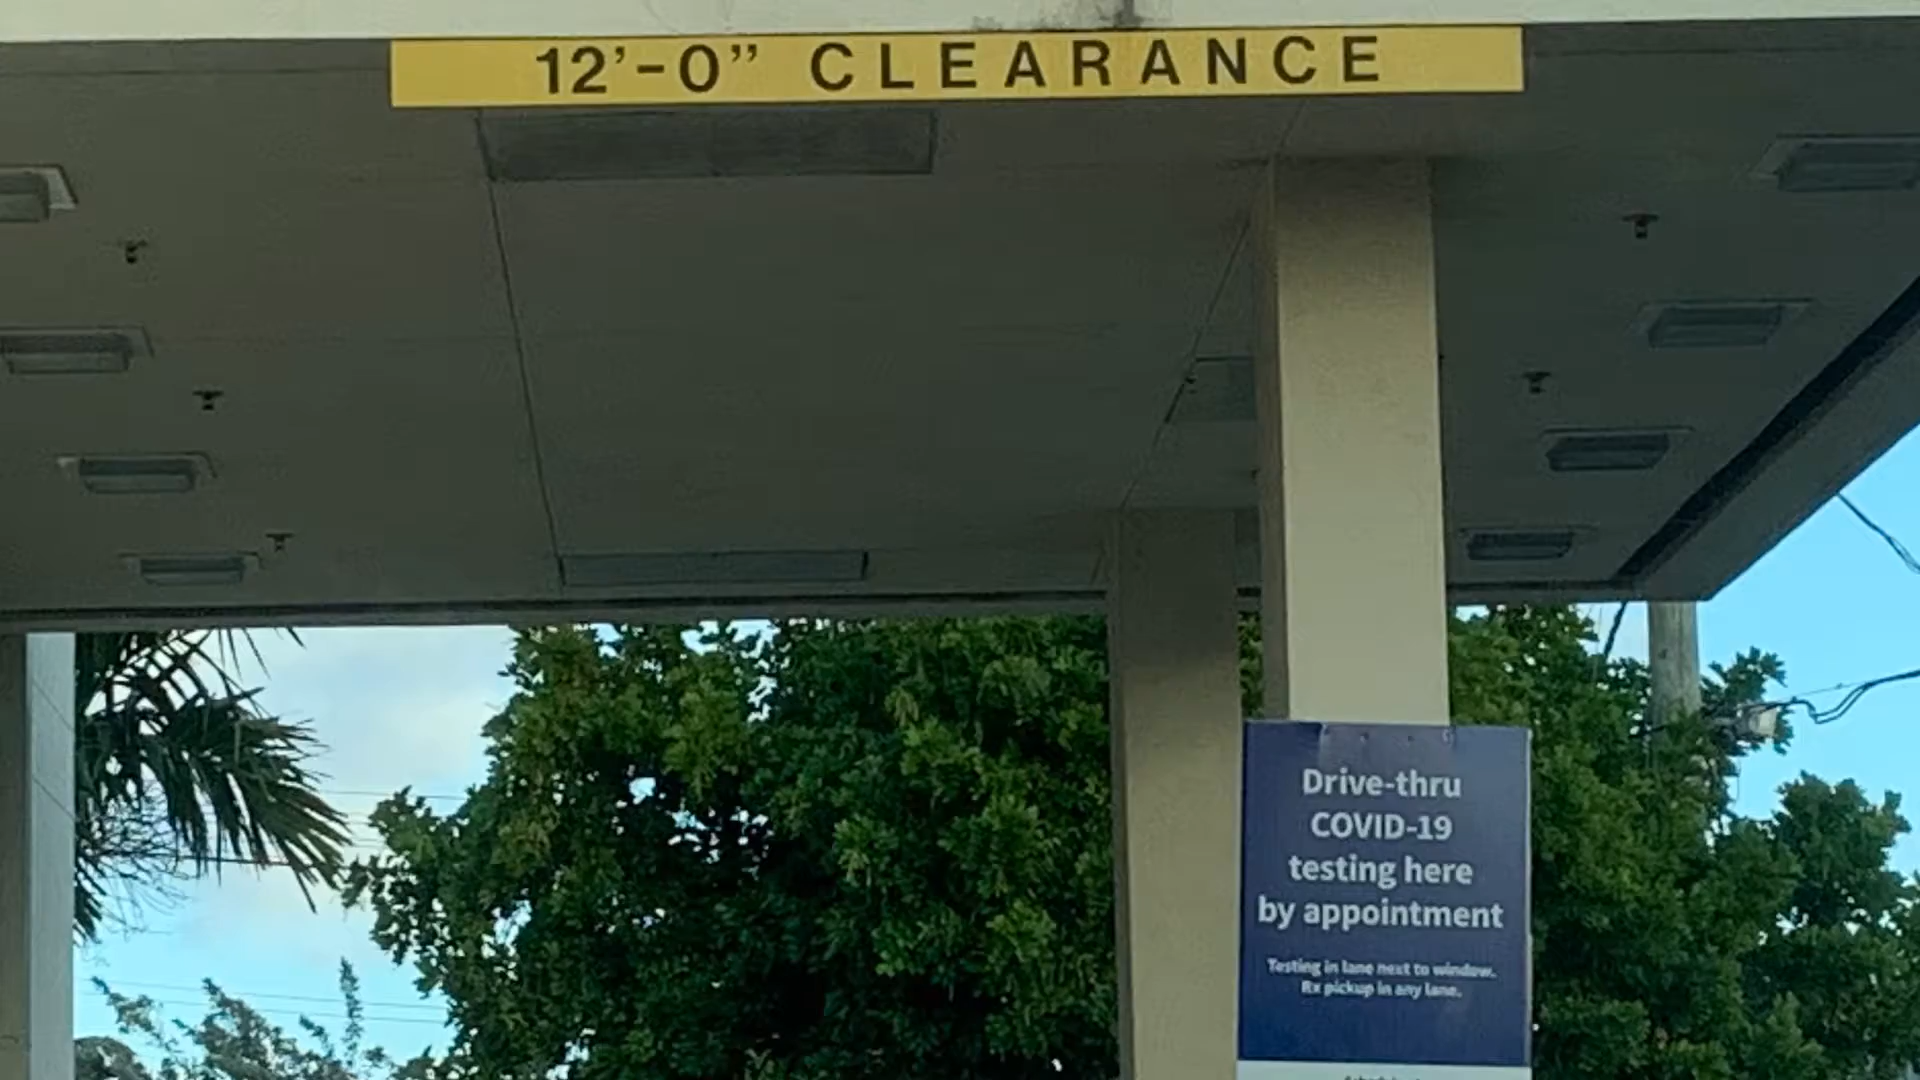 12’-0” CLEARANCE
Drive-thru
COVID-19
testing here
by appointment
Testing in lane next to window.
Rx pickup in any lane.